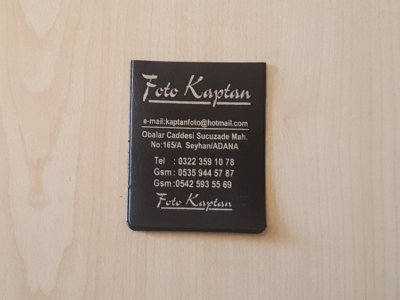 Foto Kaptan
e-mail:kaptanfoto@hotmail.com
Obalar Caddesi Sucuzade Mah.
No:165/A Seyhan/ADANA
Tel : 0322 359 10 78
Gsm : 0535 944 57 87
Gsm : 0542 593 55 69
Foto Kaptan